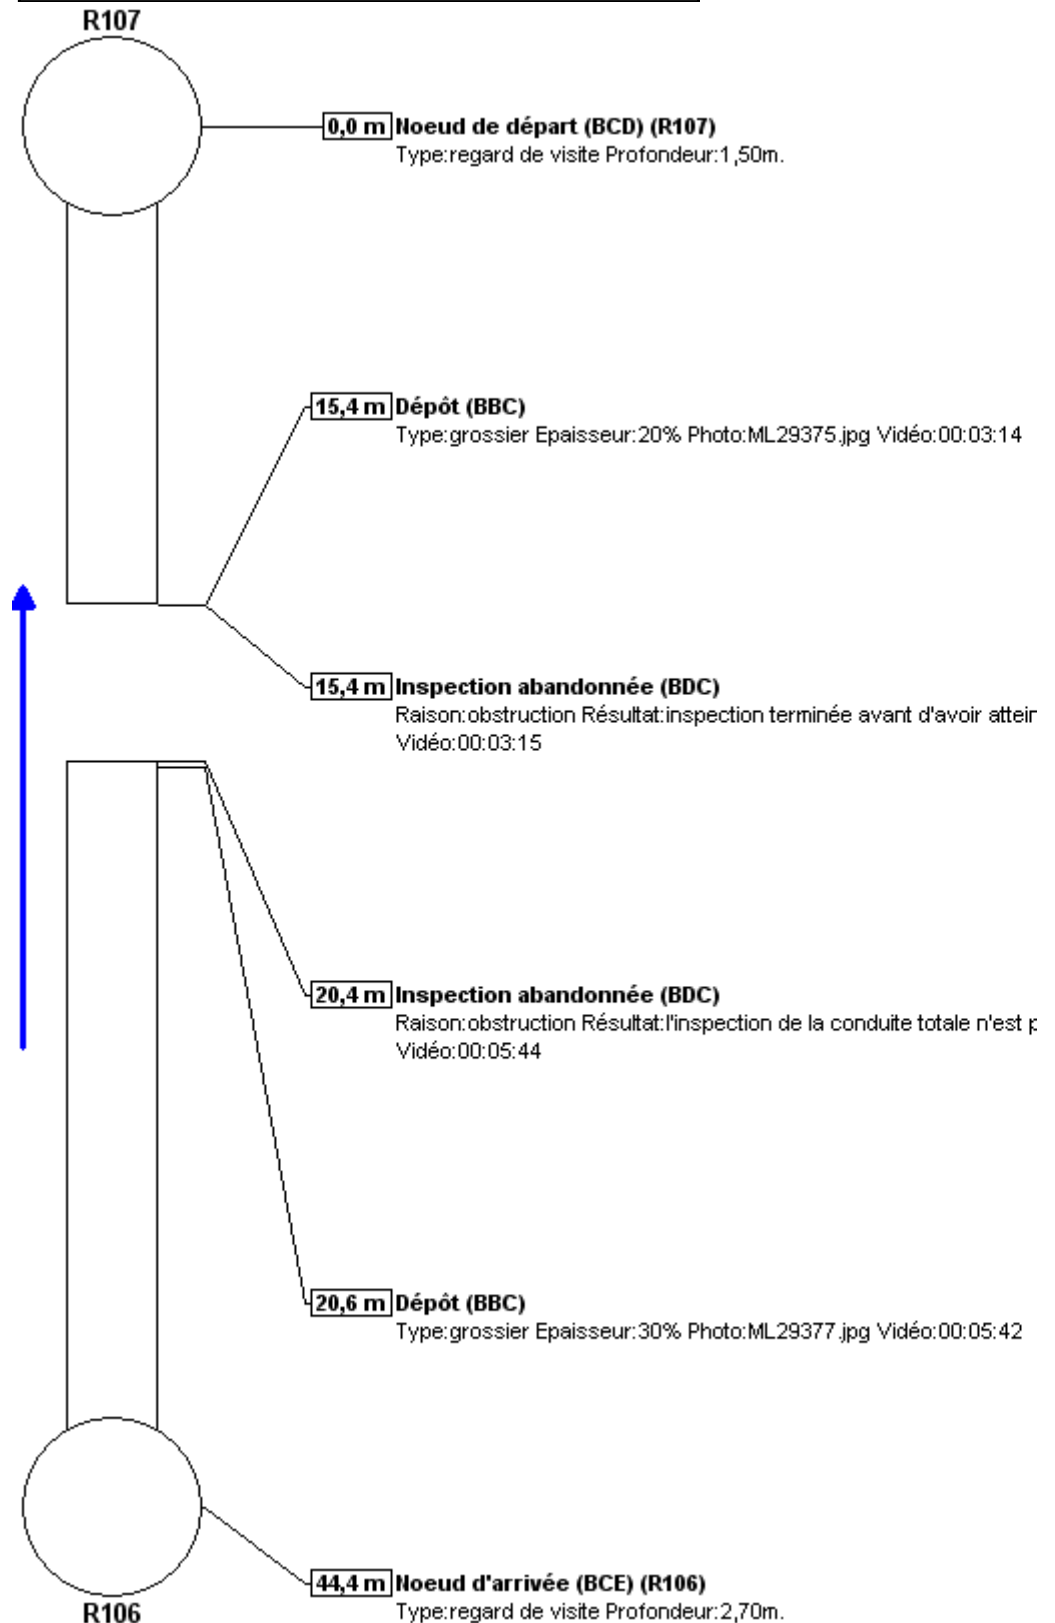 R107
0,0 m Noeud de départ (BCD) (R107)
Type:regard de visite Profondeur:1,50m.
15,4 m Dépôt (BBC)
Type:grossier Epaisseur:20% Photo:ML29375.jpg Vidéo:00:03:14
15,4 m Inspection abandonnée (BDC)
Raison:obstruction Résultat:inspection terminée avant d'avoir
Vidéo:00:03:15
20,4 m Inspection abandonnée (BDC)
Raison:obstruction Résultat:l'inspection de la conduite totale n'est
Vidéo:00:05:44
20,6 m Dépôt (BBC)
Type:grossier Epaisseur:30% Photo:ML29377.jpg Vidéo:00:05:42
44,4 m Noeud d'arrivée (BCE) (R106)
Type:regard de visite Profondeur:2,70m.
R106